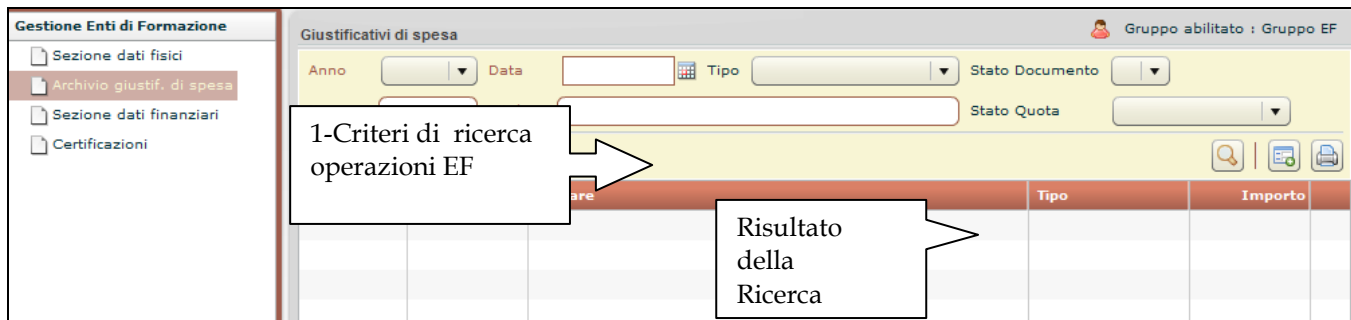 Gestione Enti di Formazione
Sezione dati fisici
Archivio giustif. di spesa
Sezione dati finanziari
Certificazioni
Giustificativi di spesa
Gruppo abilitato : Gruppo EF
Anno Data Tipo Stato Documento
Stato Quota
1-Criteri di ricerca
operazioni EF
Tipo Importo
Risultato
della
Ricerca